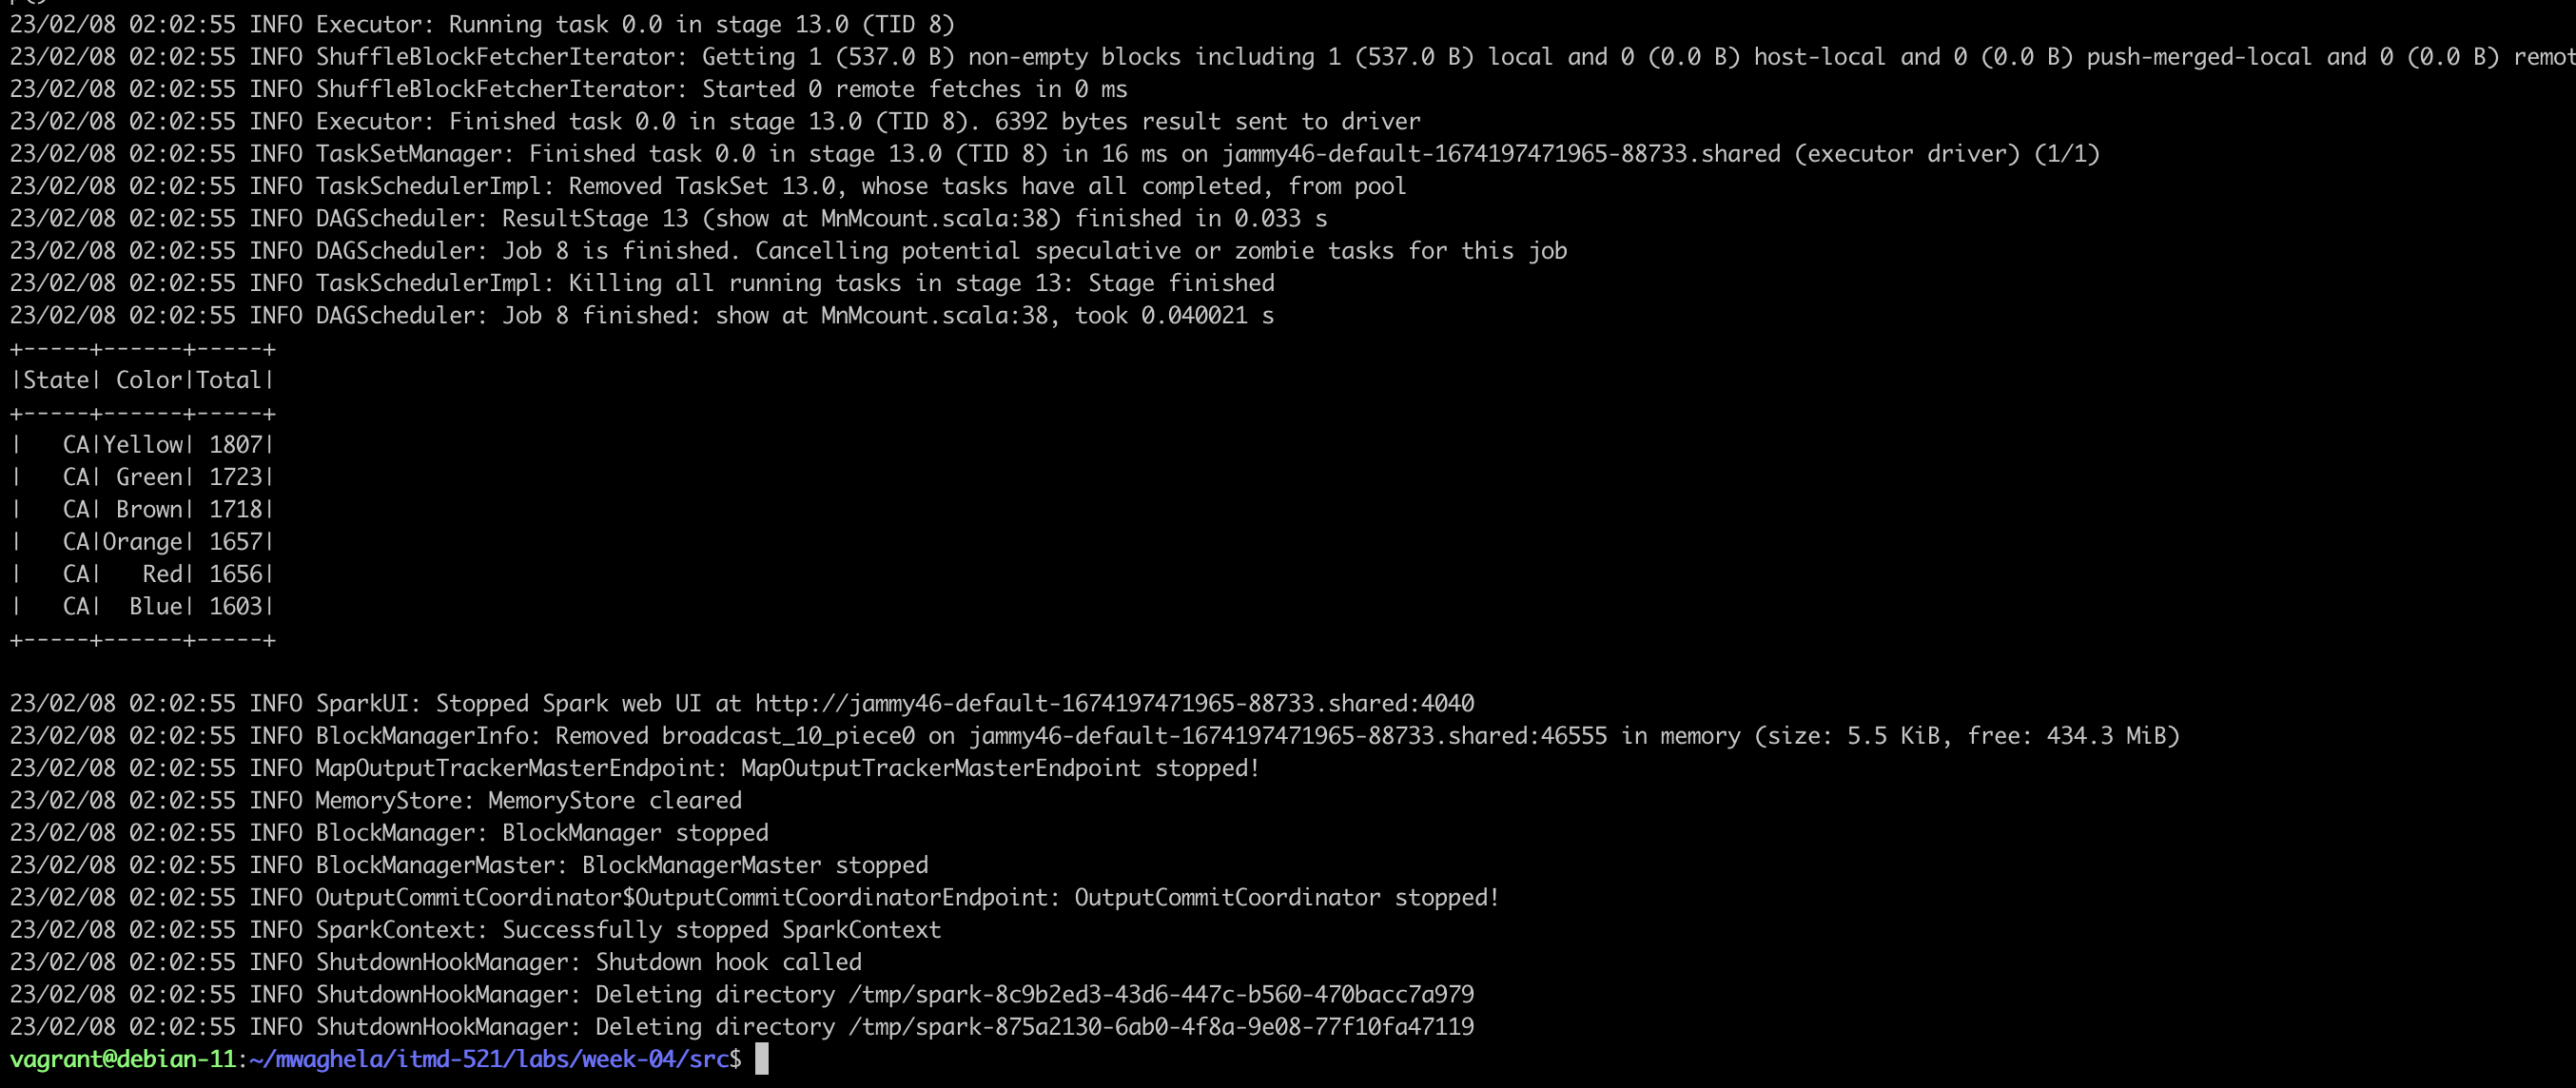 23/02/08 02:02:55 INFO Executor: Running task 0.0 in stage 13.0 (TID 8)
23/02/08 02:02:55 INFO ShuffleBlockFetcherIterator: Getting 1 (537.0 B) non-empty blocks including 1 (537.0 B) local and 0 (0.0 B) host-local and 0 (0.0 B) push-merged-local and 0 (0.0 B) remot
23/02/08 02:02:55 INFO ShuffleBlockFetcherIterator: Started 0 remote fetches in 0 ms
23/02/08 02:02:55 INFO Executor: Finished task 0.0 in stage 13.0 (TID 8). 6392 bytes result sent to driver
23/02/08 02:02:55 INFO TaskSetManager: Finished task 0.0 in stage 13.0 (TID 8) in 16 ms on jammy46-default-1674197471965-88733.shared (executor driver) (1/1)
23/02/08 02:02:55 INFO TaskSchedulerImpl: Removed TaskSet 13.0, whose tasks have all completed, from pool
23/02/08 02:02:55 INFO DAGScheduler: ResultStage 13 (show at MnMcount.scala:38) finished in 0.033 s
23/02/08 02:02:55 INFO DAGScheduler: Job 8 is finished. Cancelling potential speculative or zombie tasks for this job
23/02/08 02:02:55 INFO TaskSchedulerImpl: Killing all running tasks in stage 13: Stage finished
23/02/08 02:02:55 INFO DAGScheduler: Job 8 finished: show at MnMcount.scala:38, took 0.040021 s
+-----+------+-----+
|State| Color|Total|
+-----+------+-----+
|   CA|Yellow| 1807|
|   CA| Green| 1723|
|   CA| Brown| 1718|
|   CA|Orange| 1657|
|   CA|   Red| 1656|
|   CA|  Blue| 1603|
+-----+------+-----+
23/02/08 02:02:55 INFO SparkUI: Stopped Spark web UI at http://jammy46-default-1674197471965-88733.shared:4040
23/02/08 02:02:55 INFO BlockManagerInfo: Removed broadcast_10_piece0 on jammy46-default-1674197471965-88733.shared:46555 in memory (size: 5.5 KiB, free: 434.3 MiB)
23/02/08 02:02:55 INFO MapOutputTrackerMasterEndpoint: MapOutputTrackerMasterEndpoint stopped!
23/02/08 02:02:55 INFO MemoryStore: MemoryStore cleared
23/02/08 02:02:55 INFO BlockManager: BlockManager stopped
23/02/08 02:02:55 INFO BlockManagerMaster: BlockManagerMaster stopped
23/02/08 02:02:55 INFO OutputCommitCoordinator$OutputCommitCoordinatorEndpoint: OutputCommitCoordinator stopped!
23/02/08 02:02:55 INFO SparkContext: Successfully stopped SparkContext
23/02/08 02:02:55 INFO ShutdownHookManager: Shutdown hook called
23/02/08 02:02:55 INFO ShutdownHookManager: Deleting directory /tmp/spark-8c9b2ed3-43d6-447c-b560-470bacc7a979
23/02/08 02:02:55 INFO ShutdownHookManager: Deleting directory /tmp/spark-875a2130-6ab0-4f8a-9e08-77f10fa47119
vagrant@debian-11:~/mwaghela/itmd-521/labs/week-04/src$